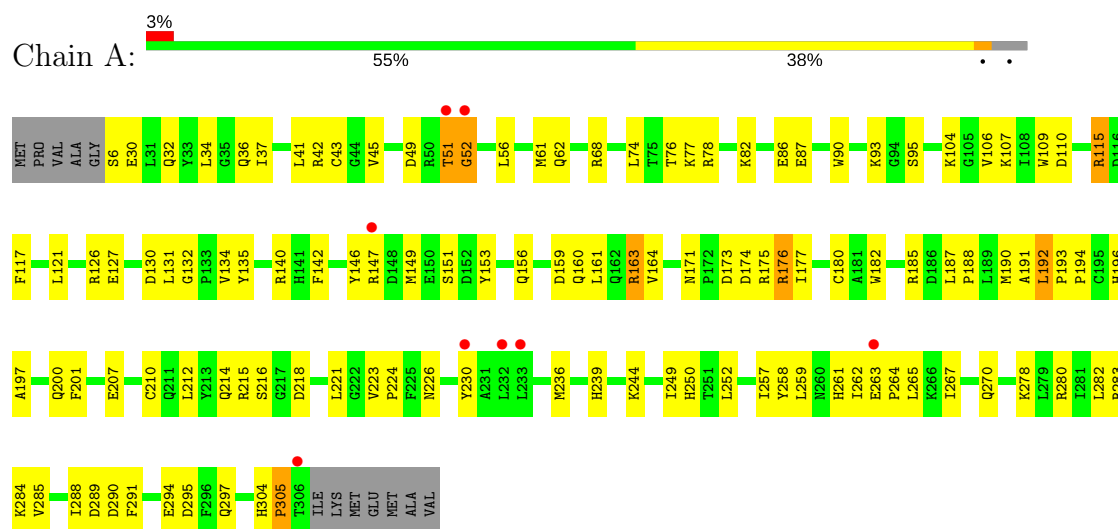 3%
Chain A:
55% 38% • •
MET PRO VAL ALA GLY S6 E30 L31 Q32 Y33 L34 G35 Q36 I37 L41 R42 C43 G44 V45 D49 R50 T51 G52 L56 M61 Q62 R68 L74 T75 T76 K77 R78 K82 E86 E87 W90 K93 G94 S95 K104 G105 V106 K107 I108 W109 D110 R115 D116
F117 L121 R126 E127 D130 L131 G132 P133 V134 Y135 R140 H141 F142 Y146 R147 D148 M149 E150 S151 D152 Y153 Q156 D159 Q160 L161 Q162 R163 V164 N171 P172 D173 D174 R175 R176 I177 C180 A181 W182 R185 D186 L187 P188 L189 M190 A191 L192 P193 P194 C195 H196
A197 Q200 F201 E207 C210 Q211 L212 Y213 Q214 R215 S216 G217 D218 L221 G222 V223 P224 F225 N226 Y230 A231 L232 L233 M236 H239 K244 I249 H250 T251 L252 I257 Y258 L259 N260 H261 I262 E263 P264 L265 K266 I267 Q270 K278 L279 R280 I281 L282 R283
K284 V285 I288 D289 D290 F291 E294 D295 F296 Q297 H304 P305 T306 ILE LYS MET GLU MET ALA VAL